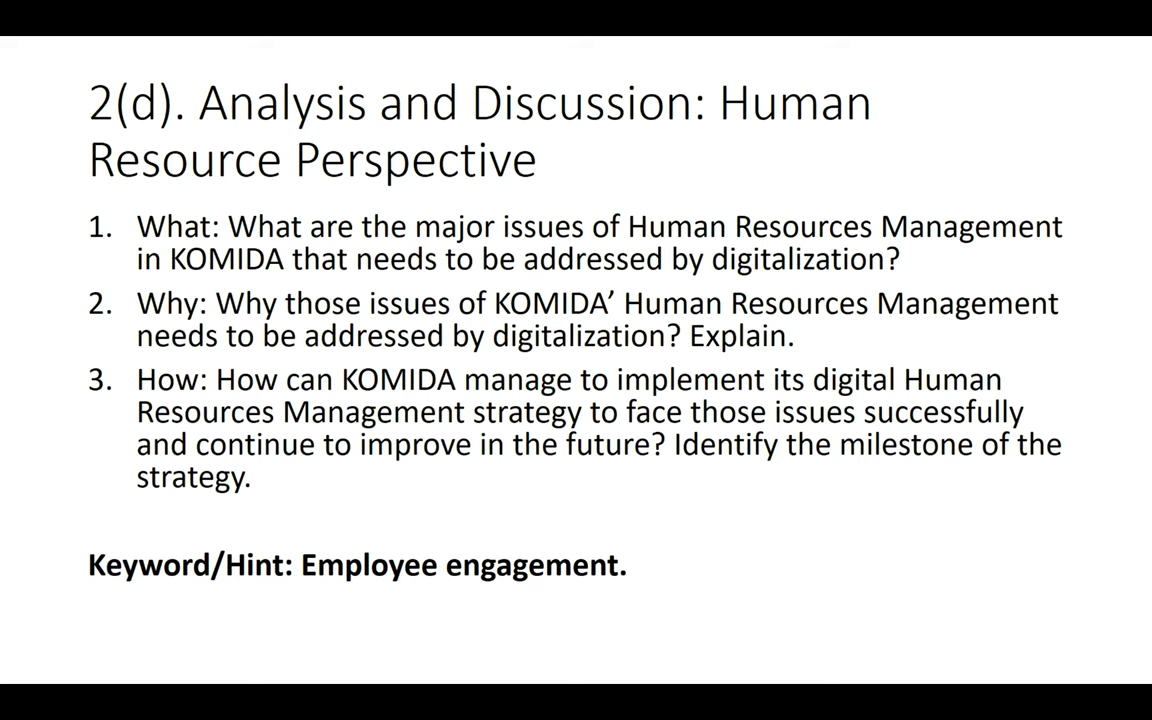 2(d). Analysis and Discussion: Human
Resource Perspective
1. What: What are the major issues of Human Resources Management
in KOMIDA that needs to be addressed by digitalization?
2. Why: Why those issues of KOMIDA’ Human Resources Management
needs to be addressed by digitalization? Explain.
3. How: How can KOMIDA manage to implement its digital Human
Resources Management strategy to face those issues successfully
and continue to improve in the future? Identify the milestone of the
strategy.
Keyword/Hint: Employee engagement.